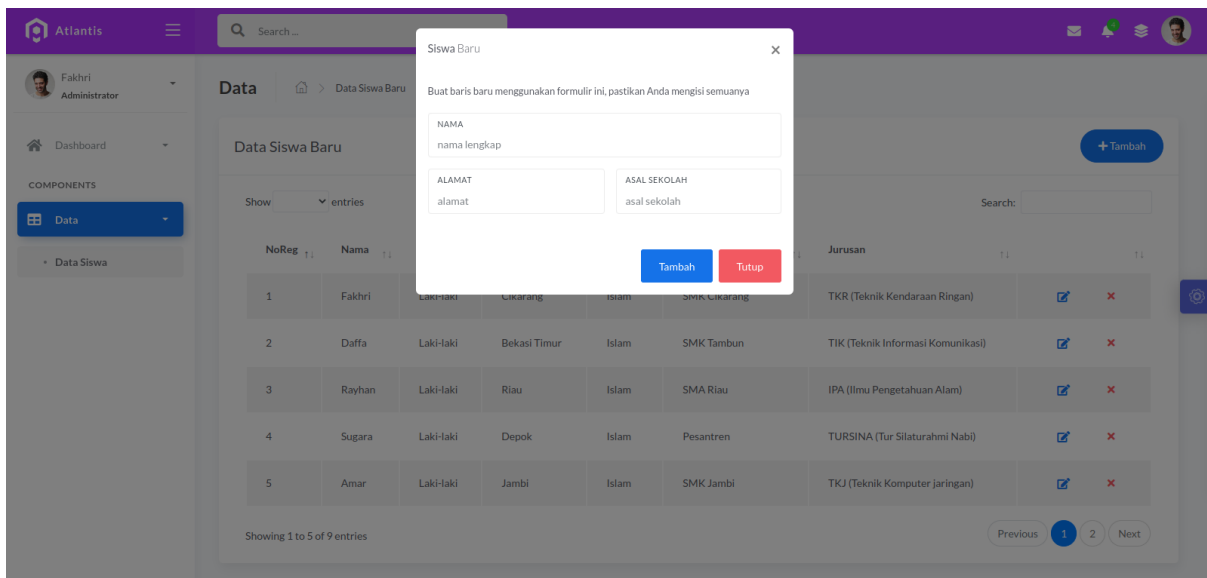 Atlantis
Search ...
Siswa Baru
×
Fakhri
Administrator
Data
> Data Siswa Baru
Buat baris baru menggunakan formulir ini, pastikan Anda mengisi semuanya
NAMA
nama lengkap
Dashboard
Data Siswa Baru
+ Tambah
ALAMAT
alamat
ASAL SEKOLAH
asal sekolah
COMPONENTS
Show entries
Search:
Data
Tambah
Tutup
NoReg
Nama
Jurusan
Data Siswa
1 Fakhri Laki-laki Cikarang Islam SMK Cikarang TKR (Teknik Kendaraan Ringan)
2 Daffa Laki-laki Bekasi Timur Islam SMK Tambun TIK (Teknik Informasi Komunikasi)
3 Rayhan Laki-laki Riau Islam SMA Riau IPA (Ilmu Pengetahuan Alam)
4 Sugara Laki-laki Depok Islam Pesantren TURSINA (Tur Silaturahmi Nabi)
5 Amar Laki-laki Jambi Islam SMK Jambi TKJ (Teknik Komputer jaringan)
Showing 1 to 5 of 9 entries
Previous 1 2 Next